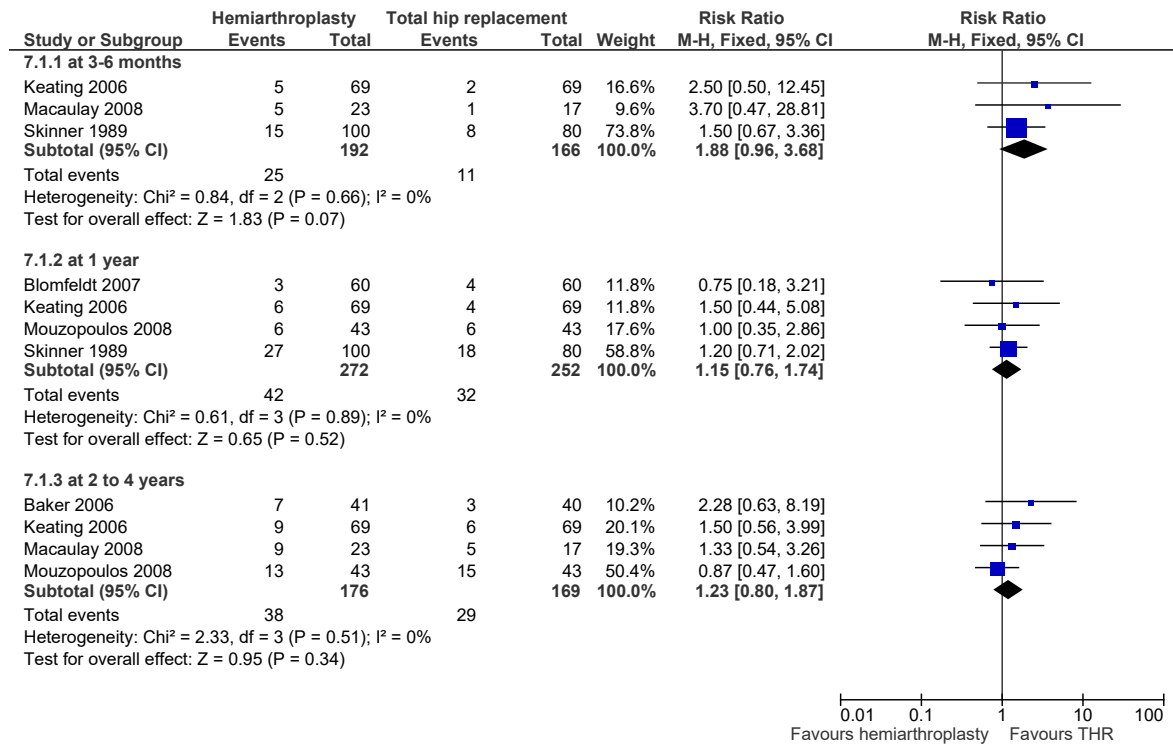 Hemiarthroplasty Total hip replacement Risk Ratio Risk Ratio
Study or Subgroup Events Total Events Total Weight M-H, Fixed, 95% CI M-H, Fixed, 95% CI
7.1.1 at 3-6 months
Keating 2006 5 69 2 69 16.6% 2.50 [0.50, 12.45]
Macaulay 2008 5 23 1 17 9.6% 3.70 [0.47, 28.81]
Skinner 1989 15 100 8 80 73.8% 1.50 [0.67, 3.36]
Subtotal (95% CI) 192 166 100.0% 1.88 [0.96, 3.68]
Total events 25 11
Heterogeneity: Chi² = 0.84, df = 2 (P = 0.66); I² = 0%
Test for overall effect: Z = 1.83 (P = 0.07)
7.1.2 at 1 year
Blomfeldt 2007 3 60 4 60 11.8% 0.75 [0.18, 3.21]
Keating 2006 6 69 4 69 11.8% 1.50 [0.44, 5.08]
Mouzopoulos 2008 6 43 6 43 17.6% 1.00 [0.35, 2.86]
Skinner 1989 27 100 18 80 58.8% 1.20 [0.71, 2.02]
Subtotal (95% CI) 272 252 100.0% 1.15 [0.76, 1.74]
Total events 42 32
Heterogeneity: Chi² = 0.61, df = 3 (P = 0.89); I² = 0%
Test for overall effect: Z = 0.65 (P = 0.52)
7.1.3 at 2 to 4 years
Baker 2006 7 41 3 40 10.2% 2.28 [0.63, 8.19]
Keating 2006 9 69 6 69 20.1% 1.50 [0.56, 3.99]
Macaulay 2008 9 23 5 17 19.3% 1.33 [0.54, 3.26]
Mouzopoulos 2008 13 43 15 43 50.4% 0.87 [0.47, 1.60]
Subtotal (95% CI) 176 169 100.0% 1.23 [0.80, 1.87]
Total events 38 29
Heterogeneity: Chi² = 2.33, df = 3 (P = 0.51); I² = 0%
Test for overall effect: Z = 0.95 (P = 0.34)
0.01 0.1 1 10 100
Favours hemiarthroplasty Favours THR